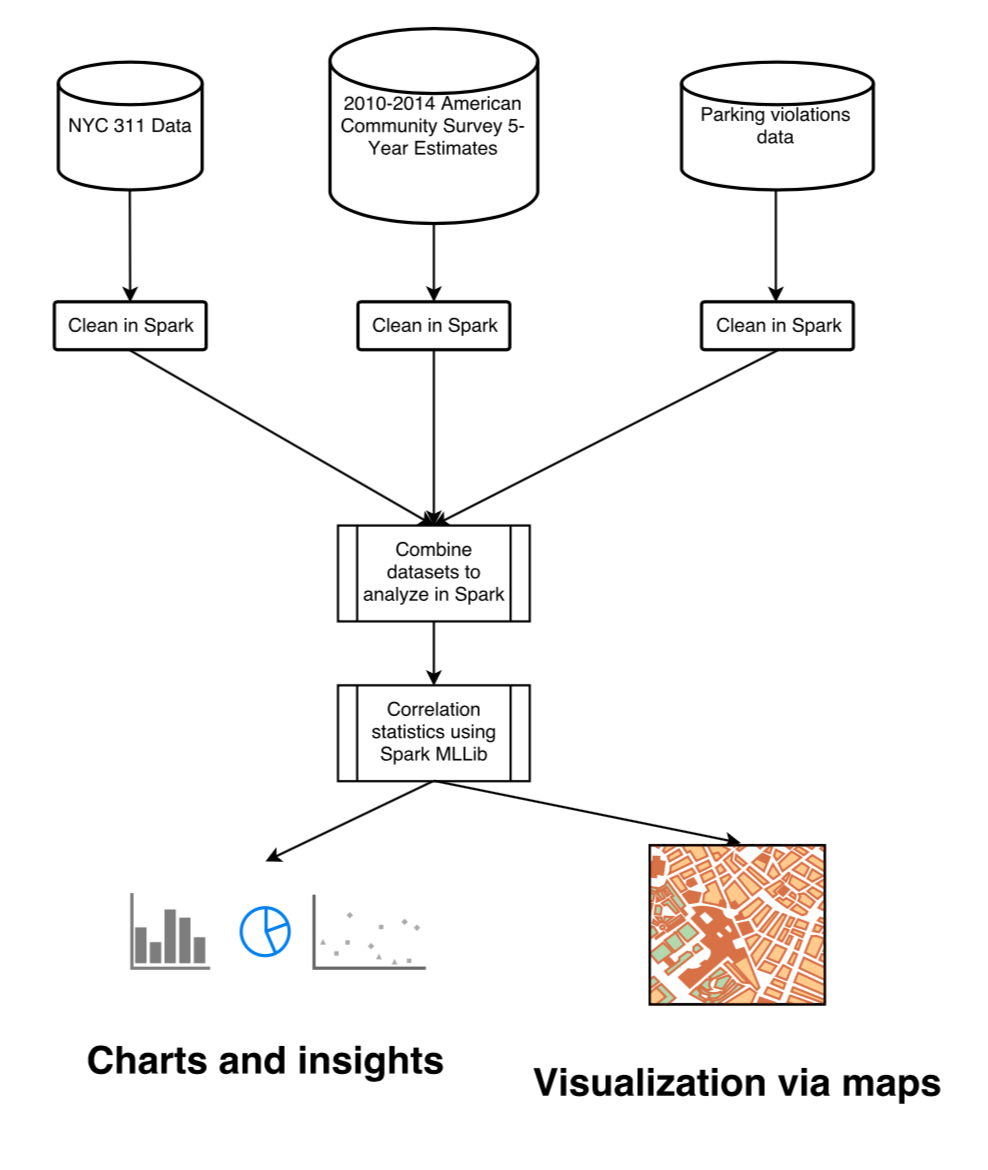 NYC 311 Data
2010-2014 American
Community Survey 5-
Year Estimates
Parking violations
data
Clean in Spark
Clean in Spark
Clean in Spark
Combine
datasets to
analyze in Spark
Correlation
statistics using
Spark MLLib
Charts and insights
Visualization via maps